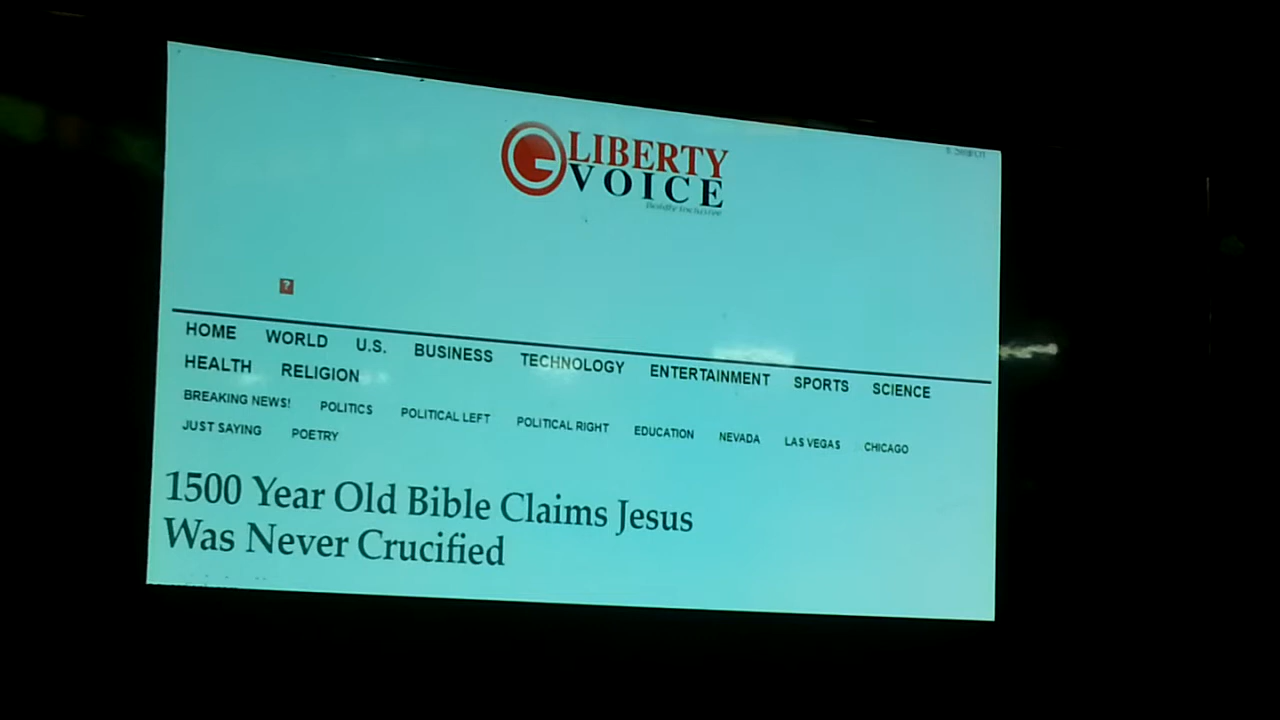 LIBERTY
VOICE
Search
HOME WORLD U.S. BUSINESS TECHNOLOGY ENTERTAINMENT SPORTS SCIENCE
HEALTH RELIGION
BREAKING NEWS! POLITICS POLITICAL LEFT POLITICAL RIGHT EDUCATION NEVADA LAS VEGAS CHICAGO
JUST SAYING POETRY
1500 Year Old Bible Claims Jesus
Was Never Crucified